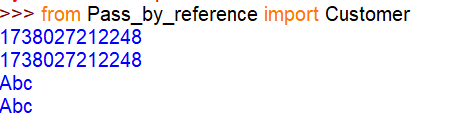 >>> from Pass_by_reference import Customer
1738027212248
1738027212248
Abc
Abc